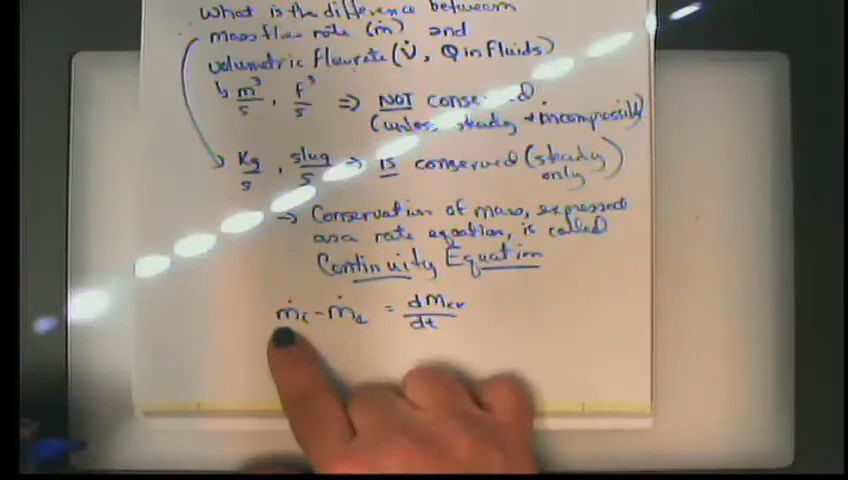 What is the difference between
mass flow rate (ṁ) and
volumetric flowrate (V̇, Q in fluids)
m³/s, f³/s ⇒ NOT
(unless steady + incompressibly)
Kg/s, slug/s → is conserved (steady only)
→ Conservation of mass, expressed
as a rate equation, is called
Continuity Equation
ṁi - ṁe = dMcv/dt